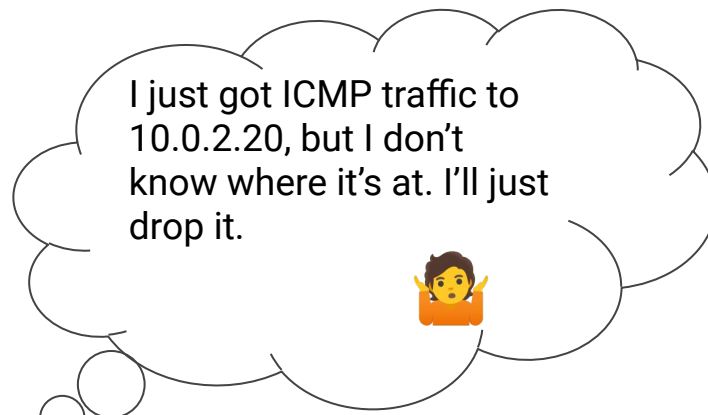 I just got ICMP traffic to
10.0.2.20, but I don’t
know where it’s at. I’ll just
drop it.